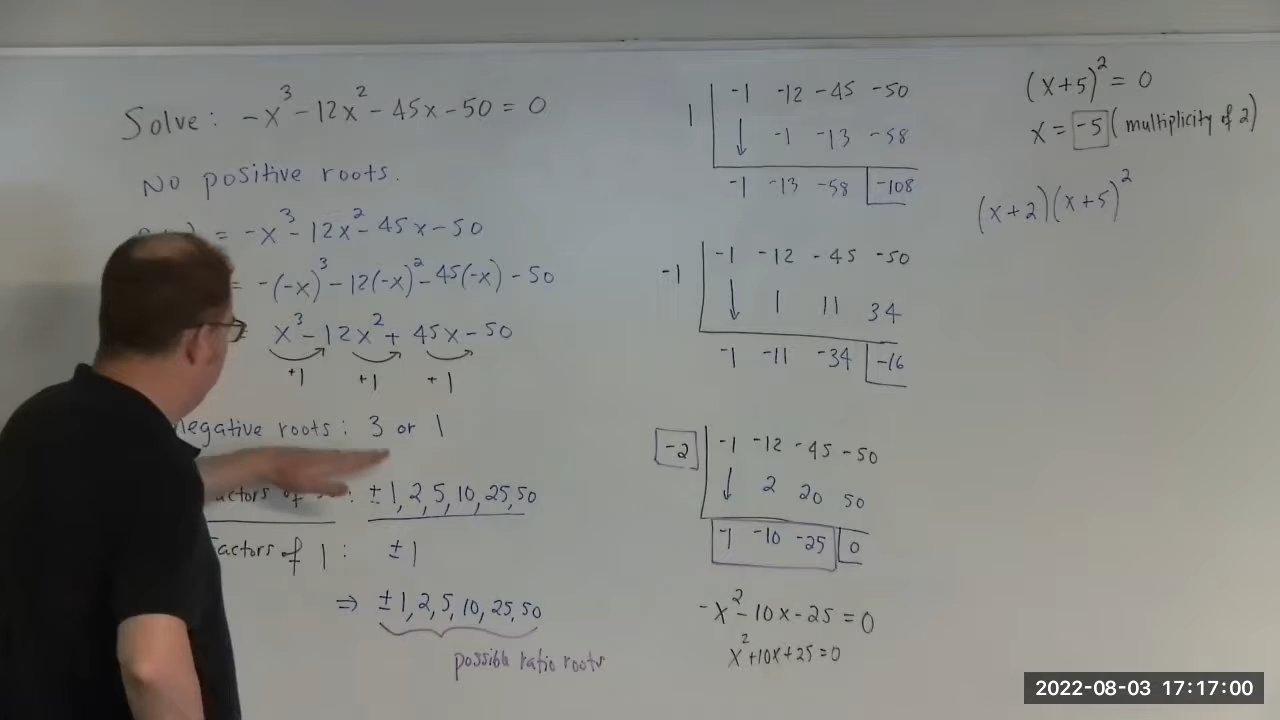 Solve: -x³ - 12x² - 45x - 50 = 0
No positive roots.
= -x³ - 12x² - 45x - 50
= -(-x)³ - 12(-x)² - 45(-x) - 50
x³ - 12x² + 45x - 50
+1 +1 +1
negative roots: 3 or 1
: ± 1, 2, 5, 10, 25, 50
Factors of 1: ± 1
⇒ ± 1, 2, 5, 10, 25, 50
possible ratio roots
1 -1 -12 -45 -50
↓ -1 -13 -58
-1 -13 -58 -108
-1 -1 -12 -45 -50
↓ 1 11 34
-1 -11 -34 -16
-2 -1 -12 -45 -50
↓ 2 20 50
-1 -10 -25 0
-x² - 10x - 25 = 0
x² + 10x + 25 = 0
(x+5)² = 0
x = -5 (multiplicity of 2)
(x+2)(x+5)²
2022-08-03 17:17:00